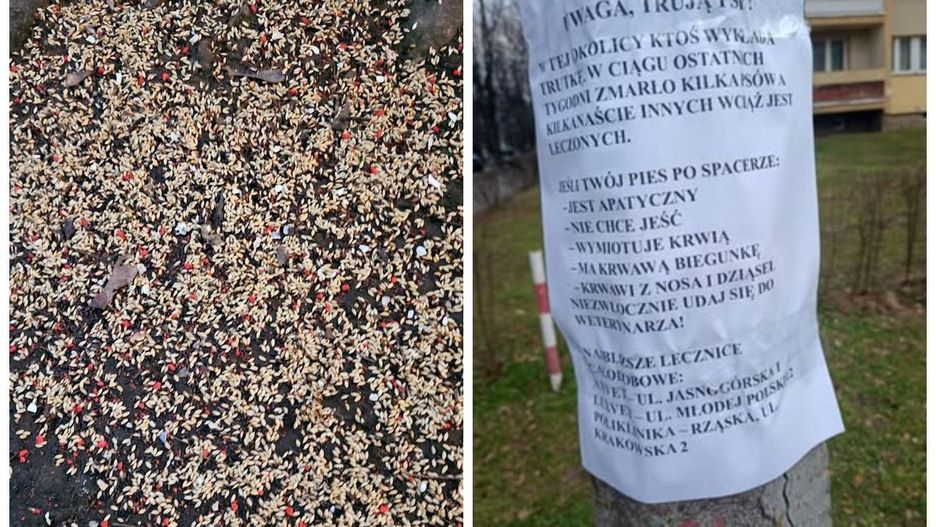 UWAGA, TRUJĄ PSY!
W TEJ OKOLICY KTOŚ WYKŁADA
TRUTKĘ. W CIĄGU OSTATNCH
TYGODNI ZMARŁO KILKA PSÓW A
KILKANAŚCIE INNYCH WCIĄŻ JEST
LECZONYCH.
JEŚLI TWÓJ PIES PO SPACERZE:
-JEST APATYCZNY
-NIE CHCE JEŚĆ
-WYMIOTUJE KRWIĄ
-MA KRWAWĄ BIEGUNKĘ
-KRWAWI Z NOSA I DZIĄSEŁ
NIEZWŁOCZNIE UDAJ SIĘ DO
WETERYNARZA!
NAJBLIŻSZE LECZNICE
CAŁODOBOWE:
- UL. JASNOGÓRSKA 1
- UL. MŁODEJ POLSKI 2
POLIKLINIKA – RZĄSKA, UL.
KRAKOWSKA 2